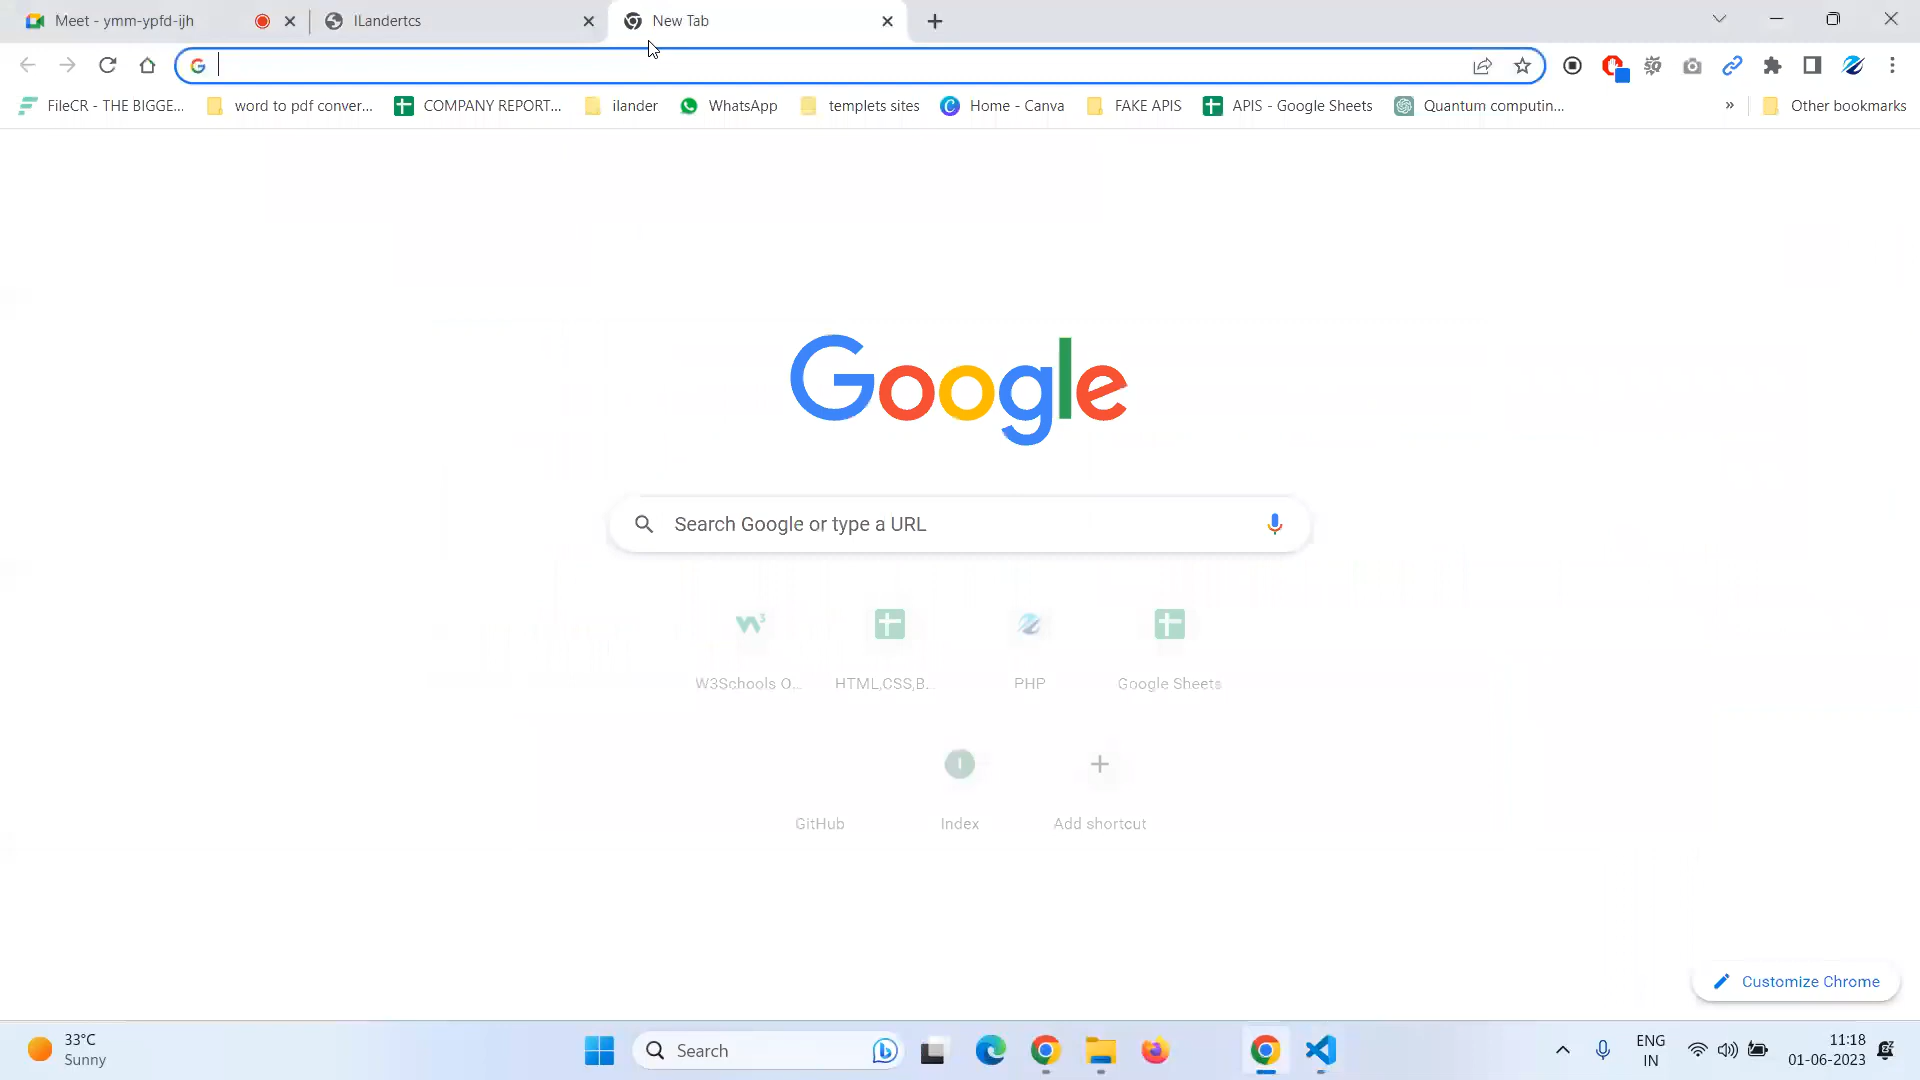 Meet - ymm-ypfd-ijh
ILandertcs
New Tab
FileCR - THE BIGGE...
word to pdf conver...
COMPANY REPORT...
ilander
WhatsApp
templets sites
Home - Canva
FAKE APIS
APIS - Google Sheets
Quantum computin...
»
Other bookmarks
Google
Search Google or type a URL
W3Schools O...
HTML,CSS,B...
PHP
Google Sheets
GitHub
Index
Add shortcut
Customize Chrome
33°C
Sunny
Search
ENG
IN
11:18
01-06-2023